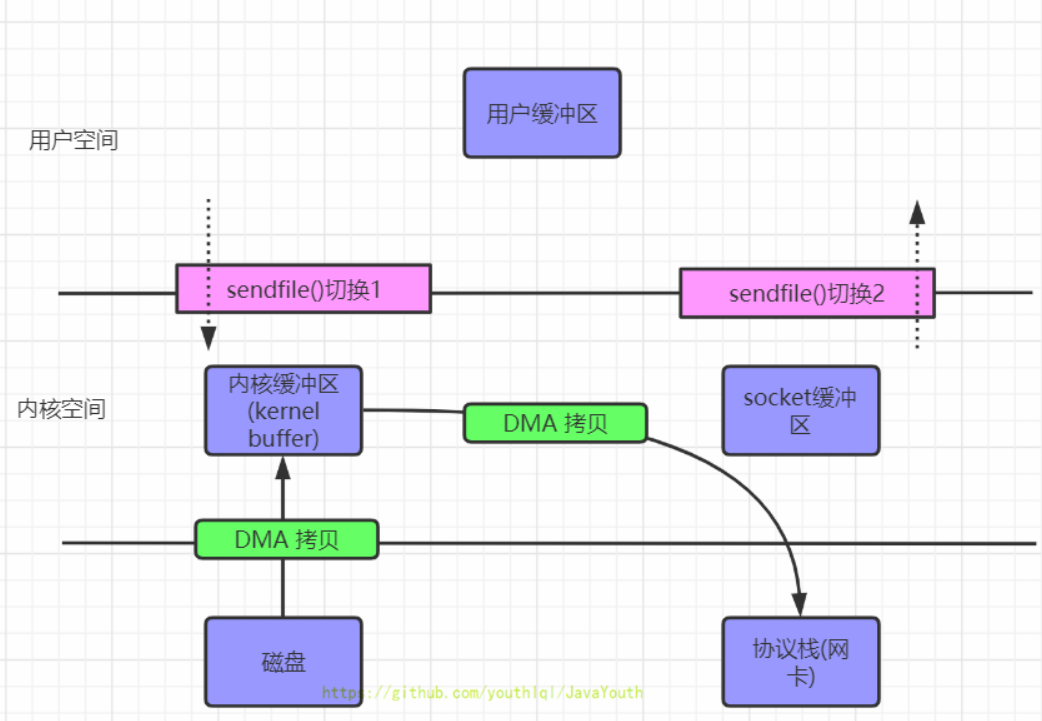 用户缓冲区
用户空间
sendfile()切换1
sendfile()切换2
内核空间
内核缓冲区
(kernel
buffer)
DMA 拷贝
socket缓冲
区
DMA 拷贝
磁盘
协议栈(网
卡)
https://github.com/youthlql/JavaYouth